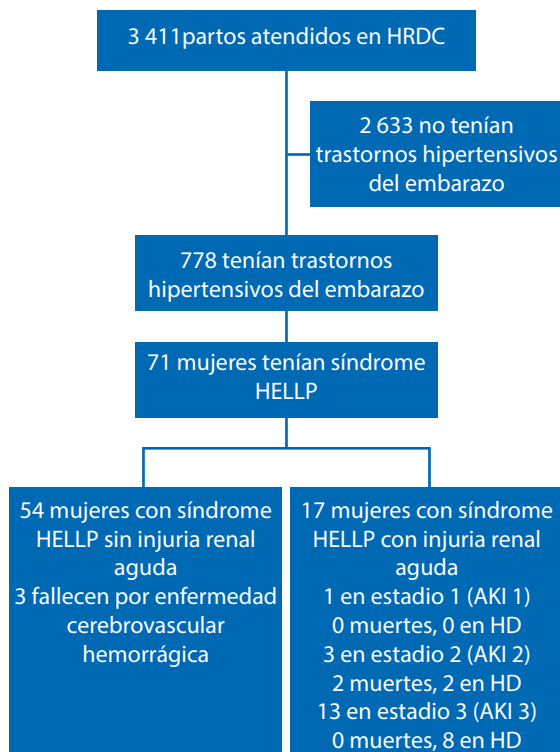 3 411partos atendidos en HRDC
2 633 no tenían
trastornos hipertensivos
del embarazo
778 tenían trastornos
hipertensivos del embarazo
71 mujeres tenían síndrome
HELLP
54 mujeres con síndrome
HELLP sin injuria renal
aguda
3 fallecen por enfermedad
cerebrovascular
hemorrágica
17 mujeres con síndrome
HELLP con injuria renal
aguda
1 en estadio 1 (AKI 1)
0 muertes, 0 en HD
3 en estadio 2 (AKI 2)
2 muertes, 2 en HD
13 en estadio 3 (AKI 3)
0 muertes, 8 en HD